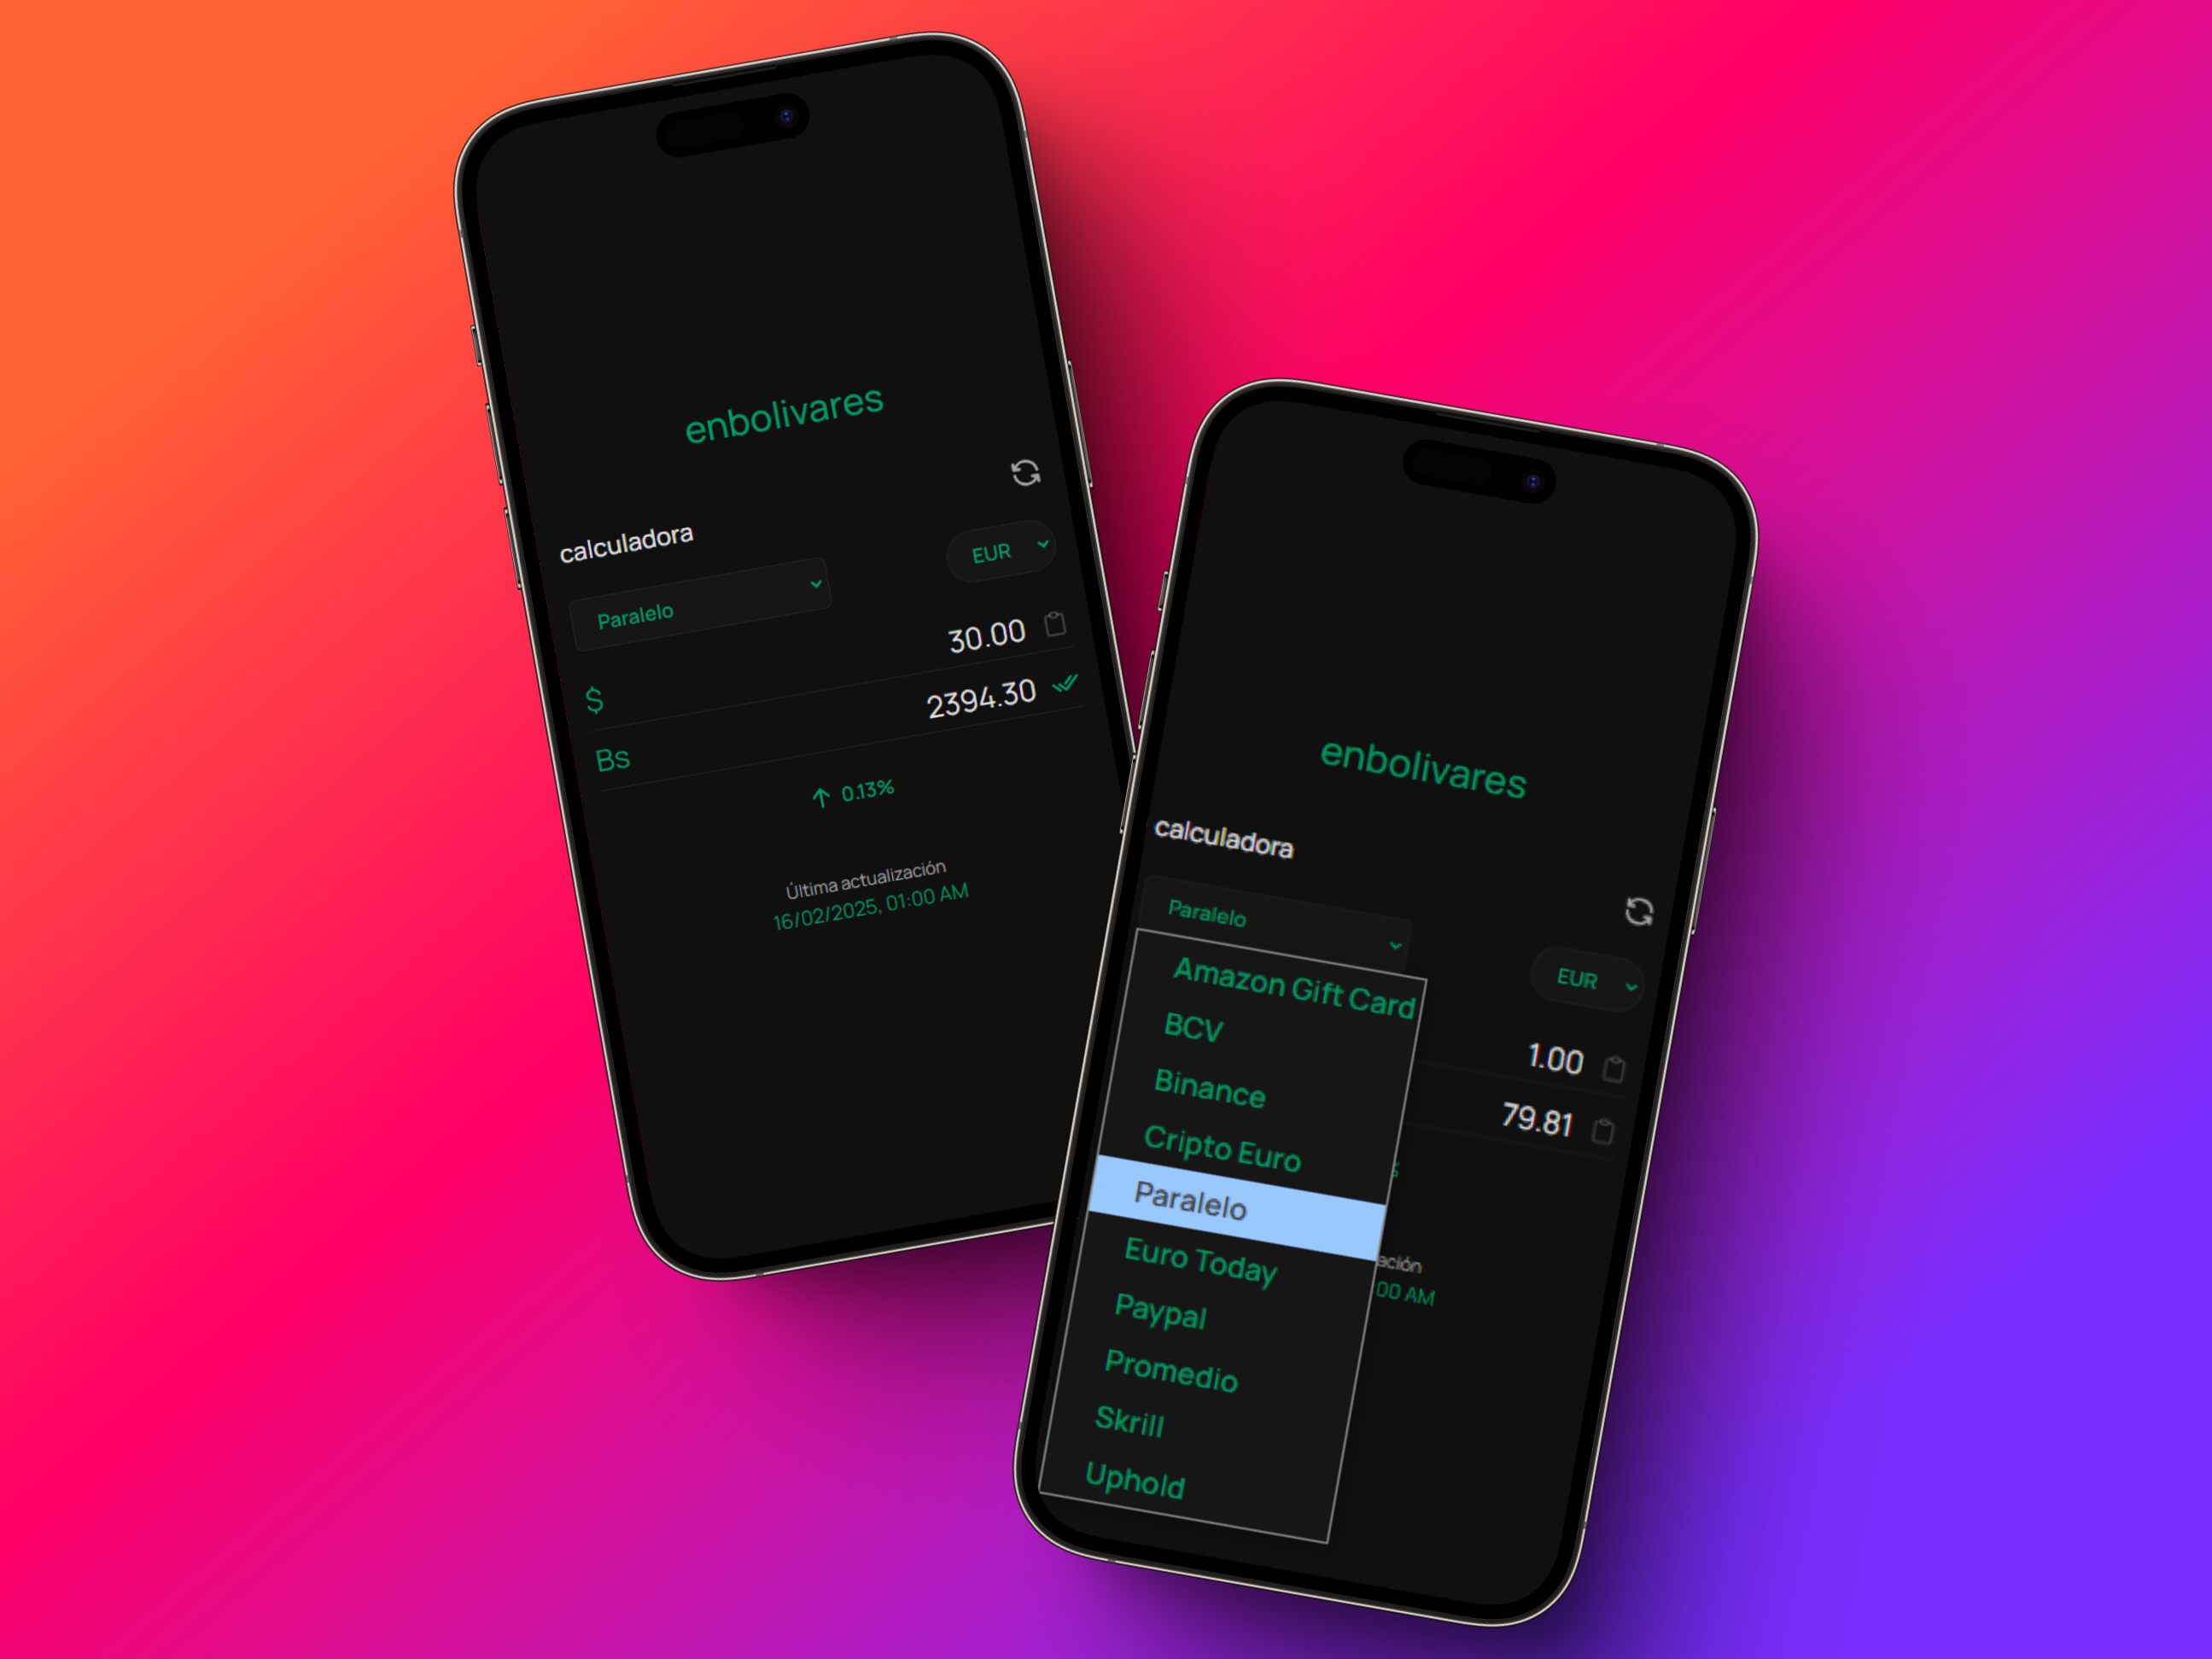 enbolivares
calculadora
EUR
Paralelo
30.00
$
2394.30
Bs
↑ 0.13%
Última actualización
16/02/2025, 01:00 AM
enbolivares
calculadora
Paralelo
EUR
Amazon Gift Card
BCV
1.00
Binance
79.81
Cripto Euro
Paralelo
Euro Today
ación
00 AM
Paypal
Promedio
Skrill
Uphold